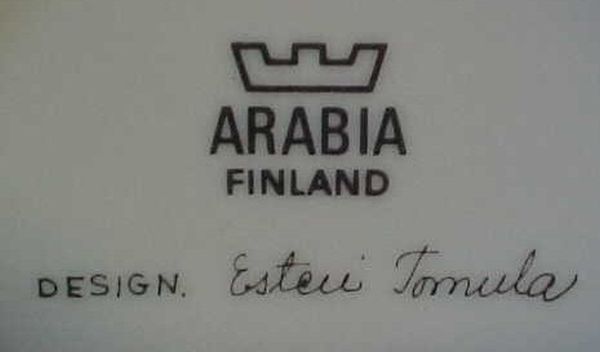 ARABIA
FINLAND
DESIGN. Esteri Tomula